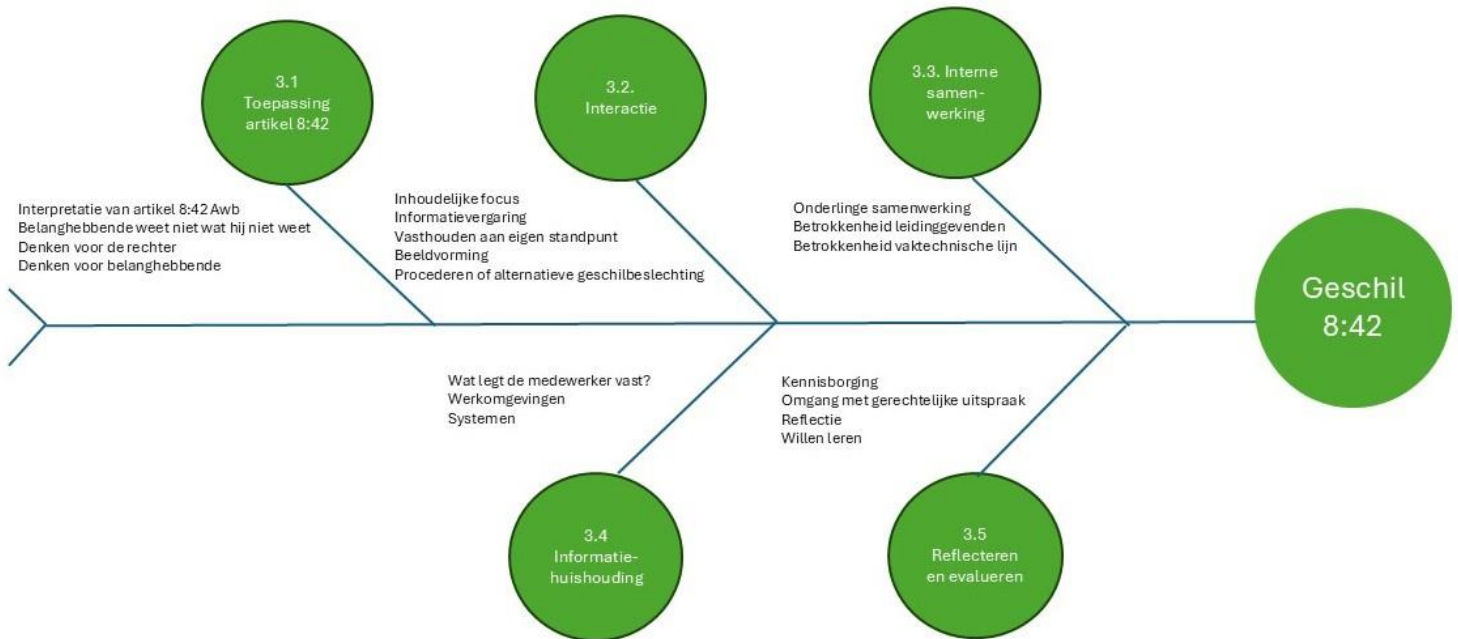 3.1
Toepassing
artikel 8:42
3.2.
Interactie
3.3. Interne
samen-
werking
Interpretatie van artikel 8:42 Awb
Belanghebbende weet niet wat hij niet weet
Denken voor de rechter
Denken voor belanghebbende
Inhoudelijke focus
Informatievergaring
Vasthouden aan eigen standpunt
Beeldvorming
Procederen of alternatieve geschilbeslechting
Onderlinge samenwerking
Betrokkenheid leidinggevenden
Betrokkenheid vaktechnische lijn
Geschil
8:42
Wat legt de medewerker vast?
Werkomgevingen
Systemen
Kennisborging
Omgang met gerechtelijke uitspraak
Reflectie
Willen leren
3.4
Informatie-
huishouding
3.5
Reflecteren
en evalueren